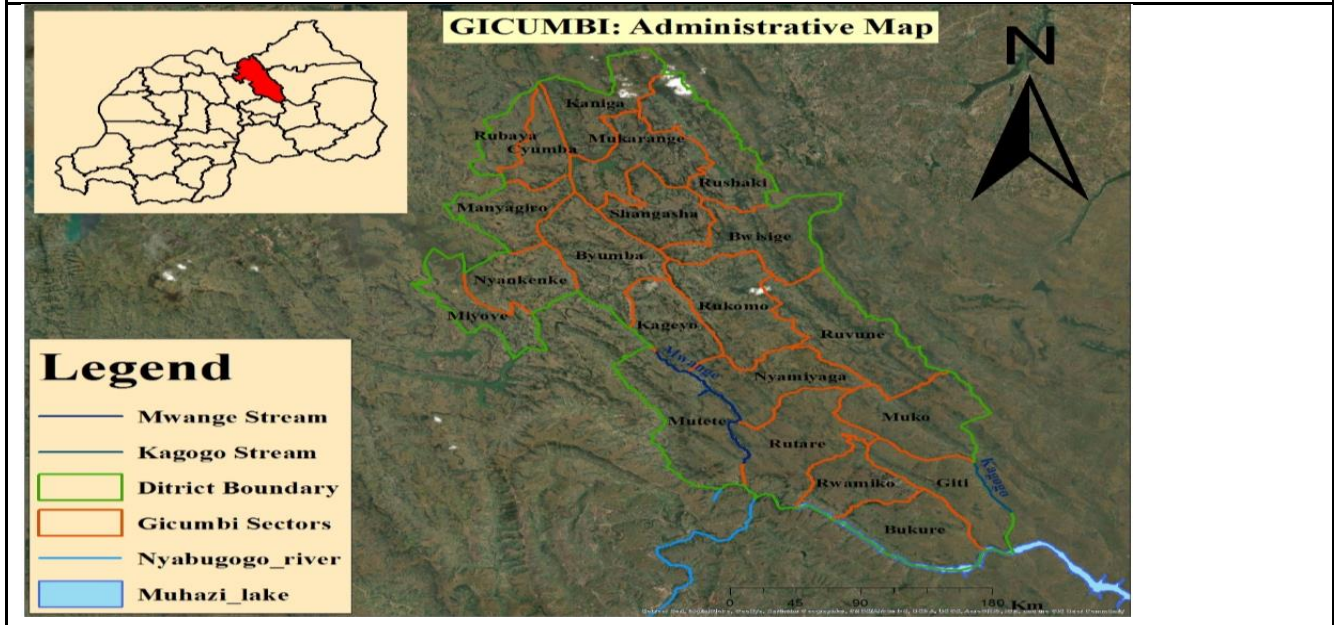 GICUMBI: Administrative Map
N
Kaniga
Rubaya
Cyumba
Mukarange
Rushaki
Manyagiro
Shangasha
Bwisige
Byumba
Nyankenke
Rukomo
Miyove
Kageyo
Ruvune
Mwange
Nyamiyaga
Mutete
Muko
Rutare
Kagogo
Rwamiko
Giti
Bukure
Legend
Mwange Stream
Kagogo Stream
Ditrict Boundary
Gicumbi Sectors
Nyabugogo_river
Muhazi_lake
0 45 90 180 Km